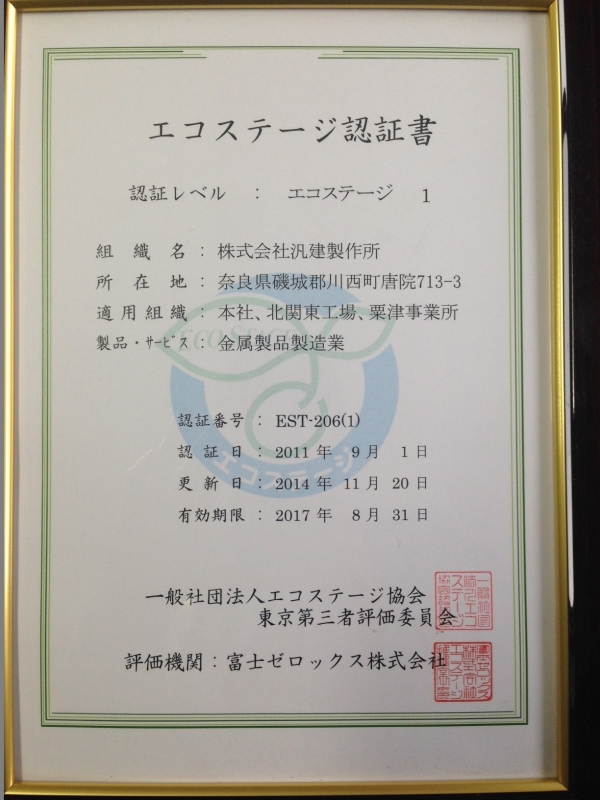 エコステージ認証書
認証レベル ： エコステージ 1
組織名：株式会社汎建製作所
所在地：奈良県磯城郡川西町唐院713-3
適用組織：本社、北関東工場、粟津事業所
製品・ｻｰﾋﾞｽ：金属製品製造業
ECO STAGE
認証番号：EST-206(1)
認証日：2011年 9月 1日
エコステージ
更新日：2014年 11月 20日
有効期限：2017年 8月 31日
一般社団法人エコステージ協会
東京第三者評価委員会
評価機関：富士ゼロックス株式会社